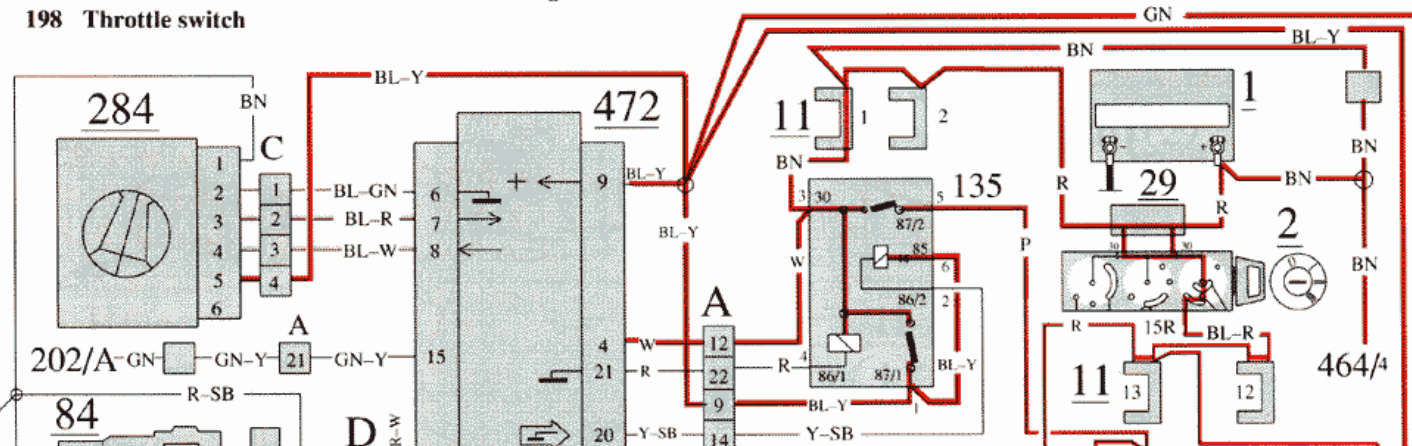 198 Throttle switch
GN
BL–Y
BN
BL–Y
284
BN
C
472
11
1
2
1
- +
BN
BN
1
2
3
4
5
6
1
2
3
4
BL–GN
BL–R
BL–W
6
7
8
+
9
BL–Y
3
30
5
135
R
29
R
BN
87/2
2
BL–Y
W
85
6
P
30
30
BN
86/2
2
A
15R
BL–R
R
202/A
GN
GN–Y
A
21
GN–Y
15
4
W
12
4
21
R
22
R
86/1
87/1
BL–Y
11
13
12
464/4
R–SB
9
BL–Y
1
84
D
R–W
20
Y–SB
14
Y–SB